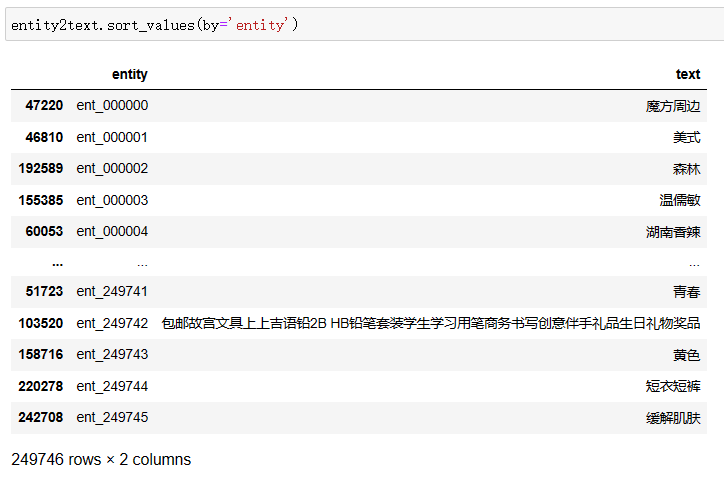 entity2text.sort_values(by='entity')
entity text
47220 ent_000000 魔方周边
46810 ent_000001 美式
192589 ent_000002 森林
155385 ent_000003 温儒敏
60053 ent_000004 湖南香辣
... ... ...
51723 ent_249741 青春
103520 ent_249742 包邮故宫文具上上吉语铅2B HB铅笔套装学生学习用笔商务书写创意伴手礼品生日礼物奖品
158716 ent_249743 黄色
220278 ent_249744 短衣短裤
242708 ent_249745 缓解肌肤
249746 rows × 2 columns